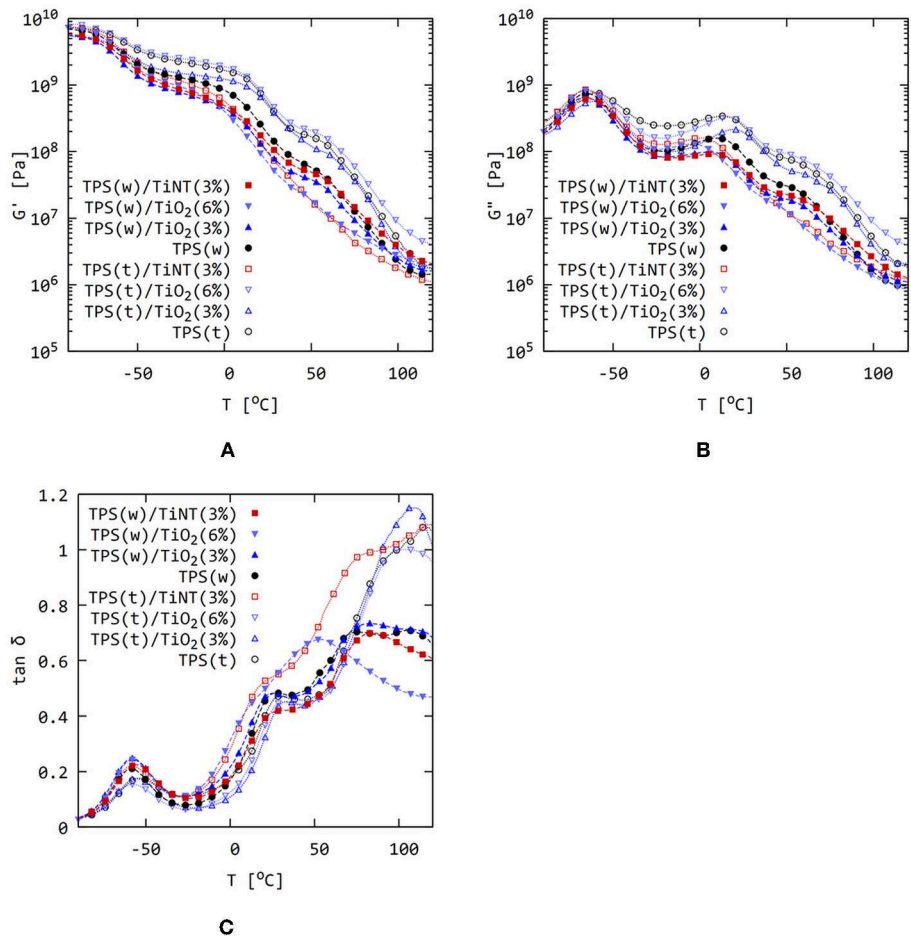 10¹⁰
10⁹
10⁸
10⁷
10⁶
10⁵
G' [Pa]
TPS(w)/TiNT(3%)
TPS(w)/TiO₂(6%)
TPS(w)/TiO₂(3%)
TPS(w)
TPS(t)/TiNT(3%)
TPS(t)/TiO₂(6%)
TPS(t)/TiO₂(3%)
TPS(t)
-50 0 50 100
T [°C]
A
10¹⁰
10⁹
10⁸
10⁷
10⁶
10⁵
G" [Pa]
TPS(w)/TiNT(3%)
TPS(w)/TiO₂(6%)
TPS(w)/TiO₂(3%)
TPS(w)
TPS(t)/TiNT(3%)
TPS(t)/TiO₂(6%)
TPS(t)/TiO₂(3%)
TPS(t)
-50 0 50 100
T [°C]
B
1.2
1
0.8
0.6
0.4
0.2
0
tan δ
TPS(w)/TiNT(3%)
TPS(w)/TiO₂(6%)
TPS(w)/TiO₂(3%)
TPS(w)
TPS(t)/TiNT(3%)
TPS(t)/TiO₂(6%)
TPS(t)/TiO₂(3%)
TPS(t)
-50 0 50 100
T [°C]
C